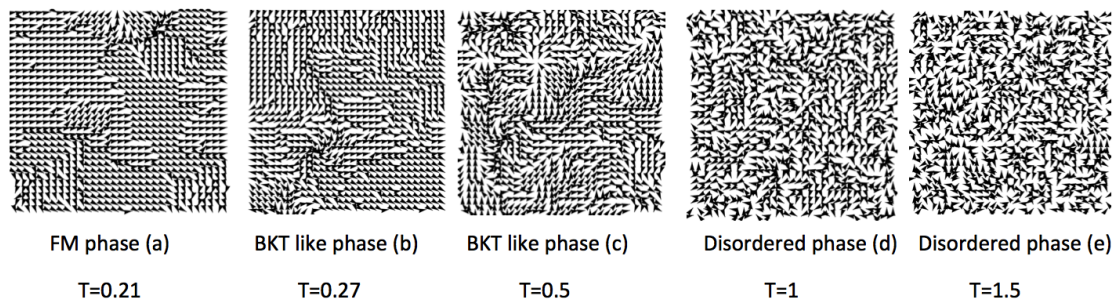 FM phase (a) BKT like phase (b) BKT like phase (c) Disordered phase (d) Disordered phase (e)
T=0.21 T=0.27 T=0.5 T=1 T=1.5